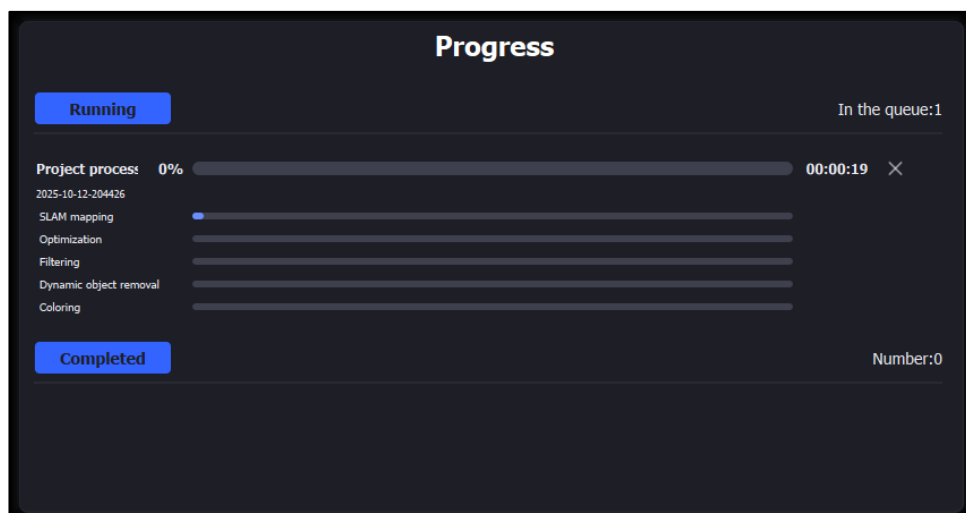 Progress
Running In the queue:1
Project process 0% 00:00:19
2025-10-12-204426
SLAM mapping
Optimization
Filtering
Dynamic object removal
Coloring
Completed Number:0